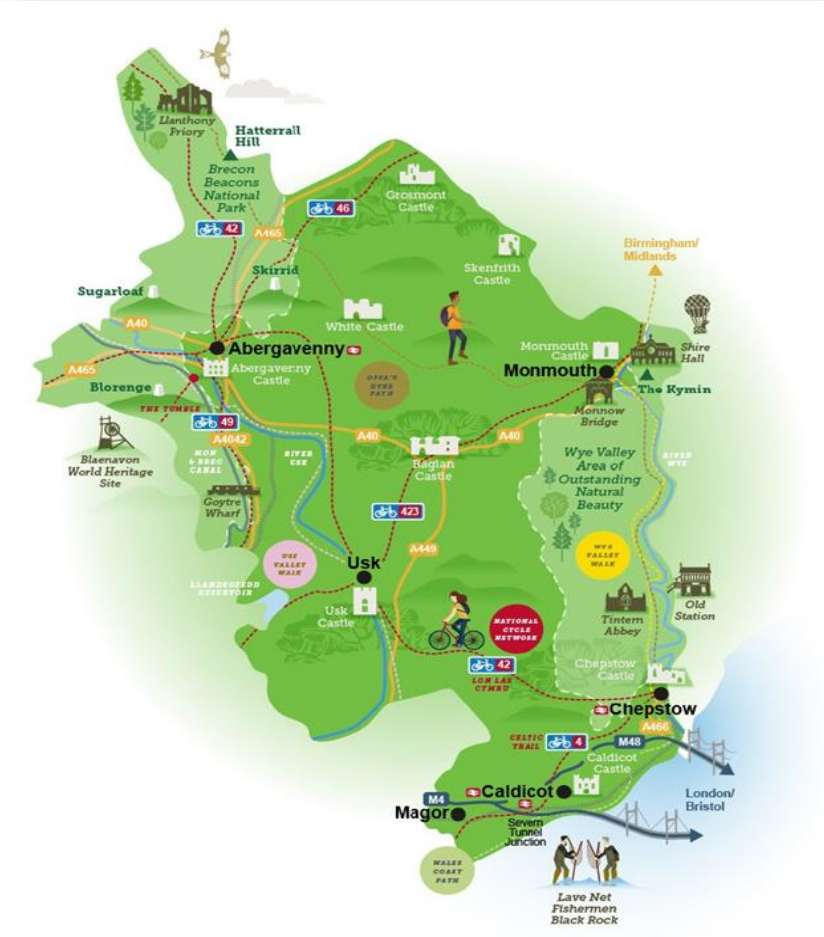 Llanthony
Priory
Hatterrall
Hill
Brecon
Beacons
National
Park
Grosmont
Castle
46
42
A465
Skenfrith
Castle
Birmingham/
Midlands
Skirrid
Sugarloaf
White Castle
A40
Abergavenny
Monmouth
Castle
Shire
Hall
A465
Abergavenny
Castle
Monmouth
Blorenge
OFFA'S
DYKE
PATH
The Kymin
THE TUMBLE
Monnow
Bridge
49
A4042
A40
A40
Blaenavon
World Heritage
Site
MON
& BREC
CANAL
RIVER
USK
Raglan
Castle
Wye Valley
Area of
Outstanding
Natural
Beauty
RIVER
WYE
Goytre
Wharf
423
A449
USK
VALLEY
WALK
WYE
VALLEY
WALK
Usk
LLANDEGFEDD
RESERVOIR
Usk
Castle
NATIONAL
CYCLE
NETWORK
Tintern
Abbey
Old
Station
42
LON LAS
CYMRU
Chepstow
Castle
Chepstow
A466
CELTIC
TRAIL
4
M48
Caldicot
Castle
M4
Caldicot
London/
Bristol
Magor
Severn
Tunnel
Junction
WALES
COAST
PATH
Lave Net
Fishermen
Black Rock